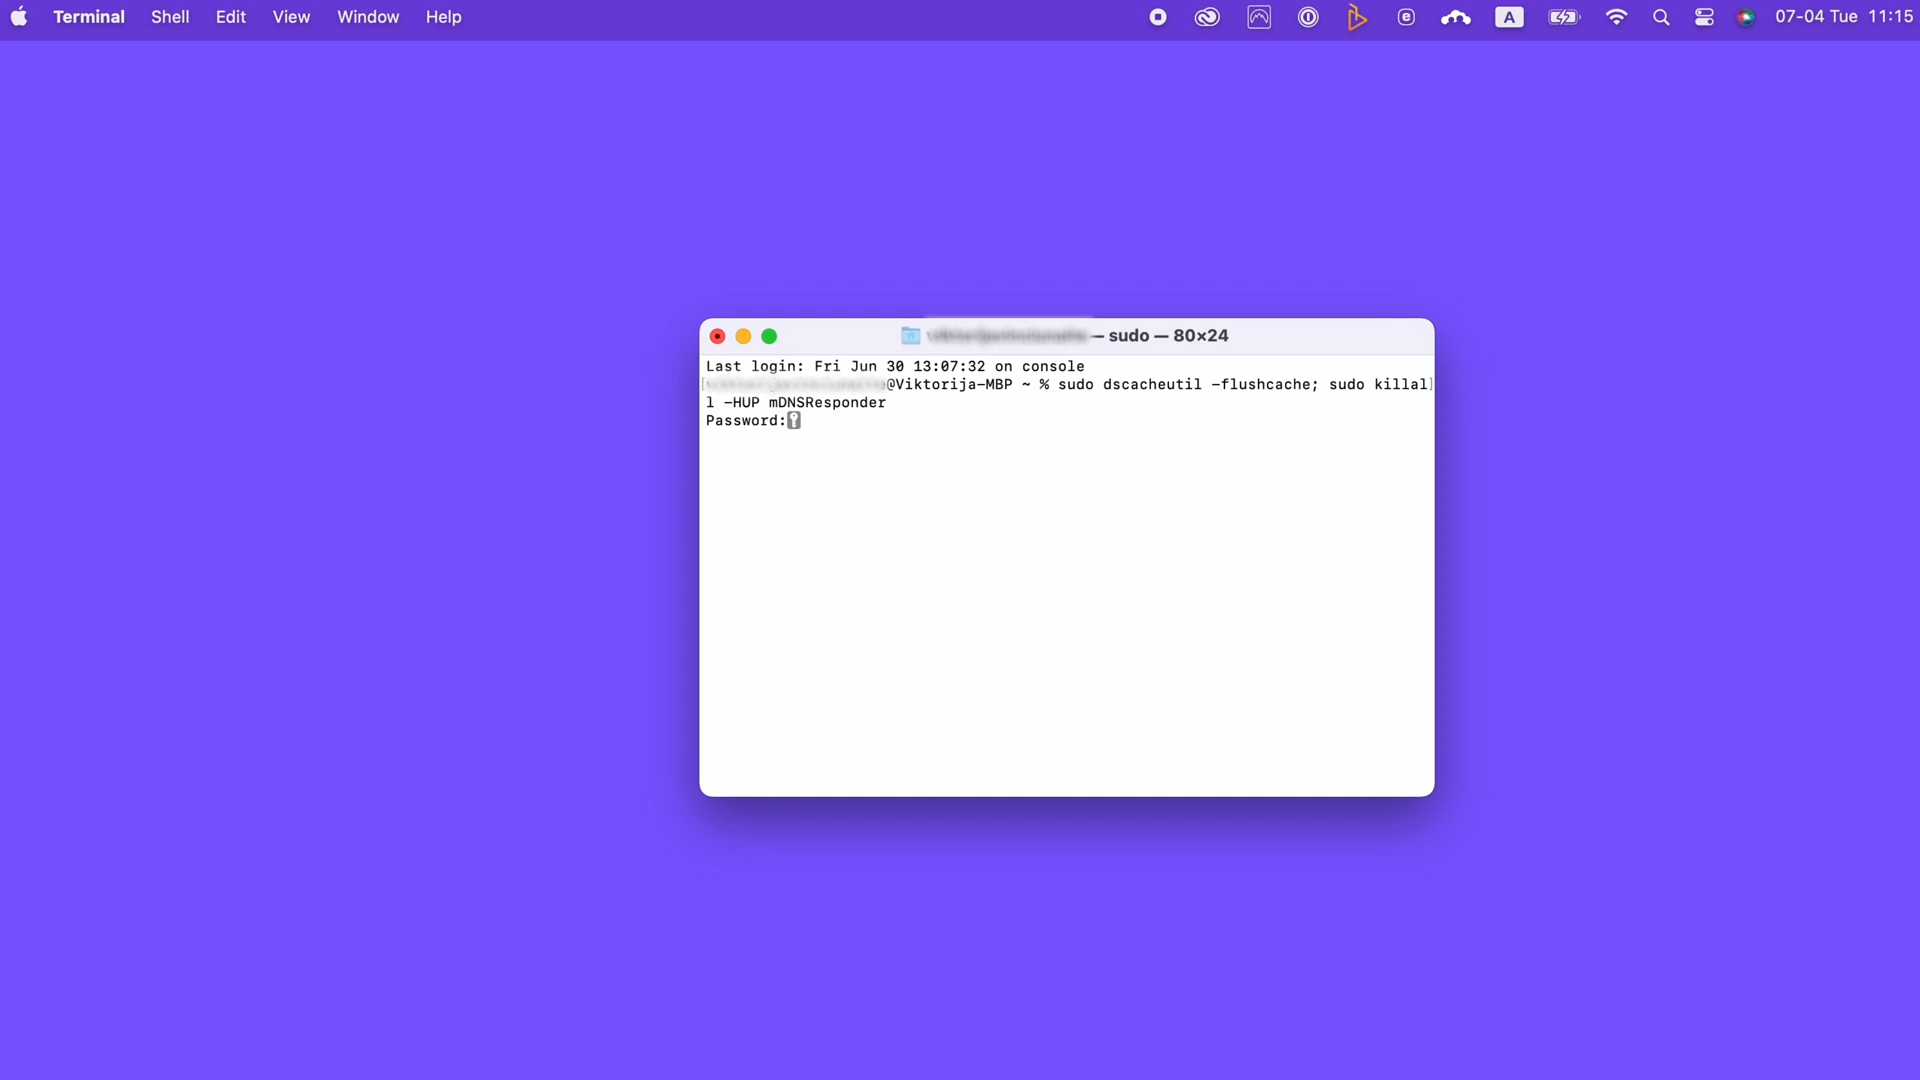 Terminal Shell Edit View Window Help A 07-04 Tue 11:15
— sudo — 80×24
Last login: Fri Jun 30 13:07:32 on console
@Viktorija-MBP ~ % sudo dscacheutil -flushcache; sudo killal
l -HUP mDNSResponder
Password: